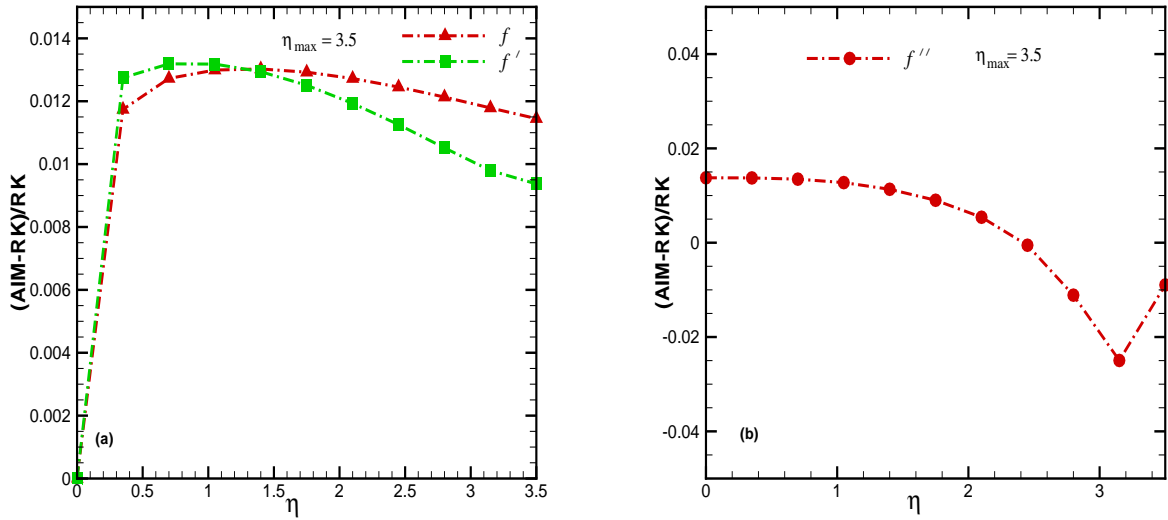 η_max = 3.5
f
f ′
0.014
0.012
0.01
0.008
0.006
0.004
0.002
0
(AIM-RK)/RK
(a)
0 0.5 1 1.5 2 2.5 3 3.5
η
f ′′ η_max = 3.5
0.04
0.02
0
-0.02
-0.04
(AIM-RK)/RK
(b)
0 1 2 3
η